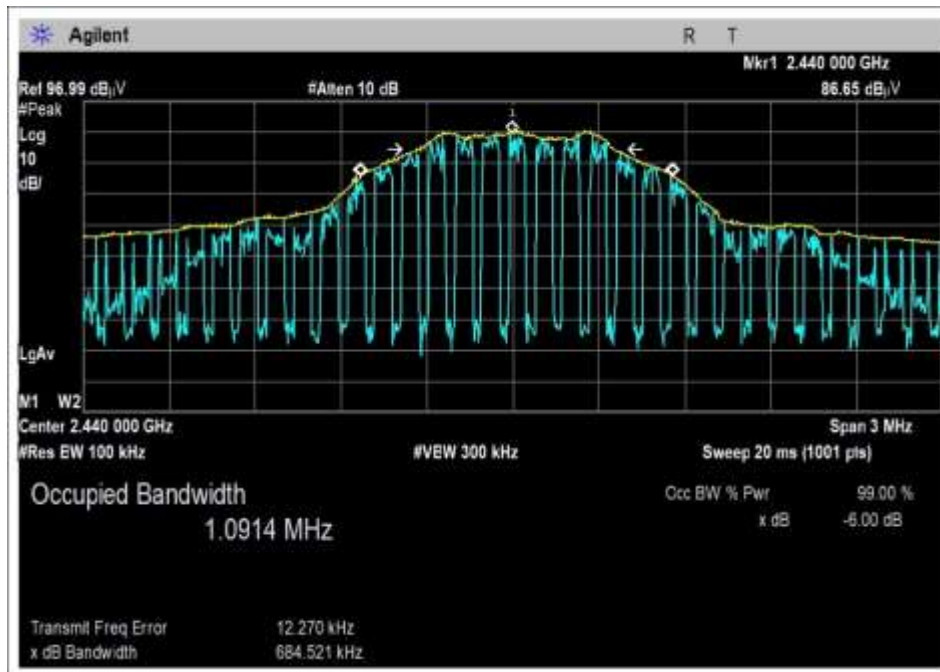 Agilent R T
Mkr1 2.440 000 GHz
Ref 96.99 dBµV #Atten 10 dB 86.65 dBµV
#Peak
Log
10
dB/
1
LgAv
M1 W2
Center 2.440 000 GHz Span 3 MHz
#Res BW 100 kHz #VBW 300 kHz Sweep 20 ms (1001 pts)
Occupied Bandwidth Occ BW % Pwr 99.00 %
1.0914 MHz x dB -6.00 dB
Transmit Freq Error 12.270 kHz
x dB Bandwidth 684.521 kHz